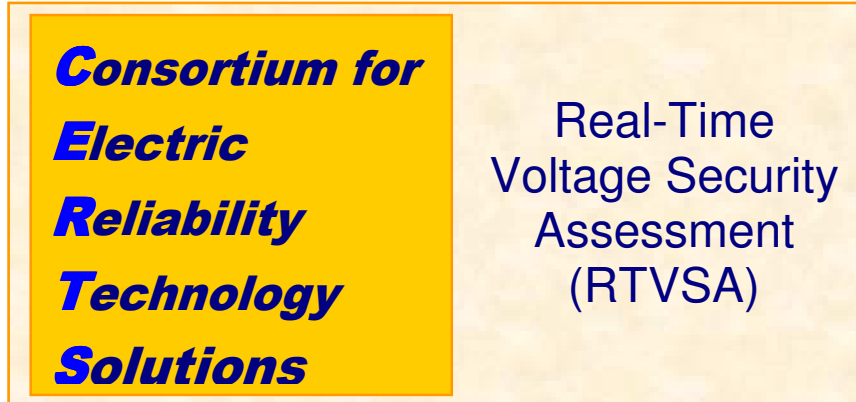 Consortium for
Electric
Reliability
Technology
Solutions
Real-Time
Voltage Security
Assessment
(RTVSA)